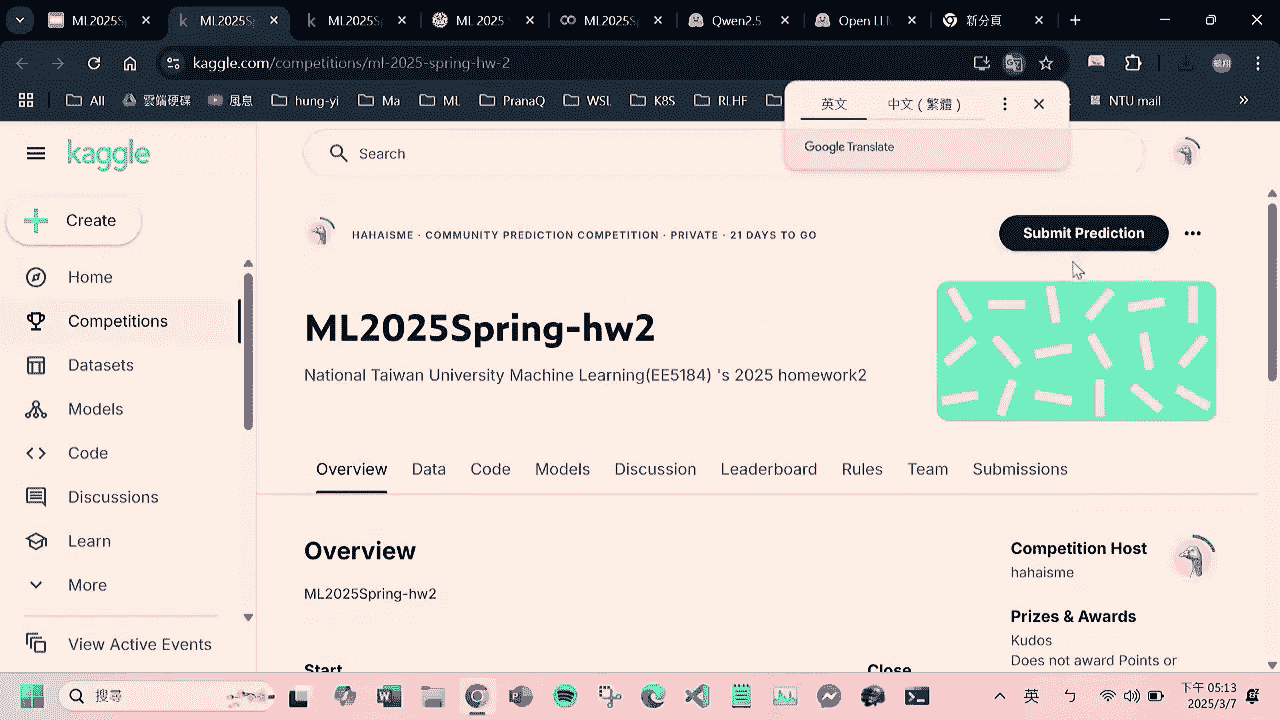 ML2025Sp
ML2025Sp
ML2025Sp
ML 2025
ML2025Sp
Qwen2.5
Open LLM
新分頁
kaggle.com/competitions/ml-2025-spring-hw-2
All
雲端硬碟
風息
hung-yi
Ma
ML
PranaQ
WSL
K8S
RLHF
NTU mail
英文
中文（繁體）
Google Translate
kaggle
Search
Create
HAHAISME · COMMUNITY PREDICTION COMPETITION · PRIVATE · 21 DAYS TO GO
Submit Prediction
Home
Competitions
Datasets
Models
Code
Discussions
Learn
More
View Active Events
ML2025Spring-hw2
National Taiwan University Machine Learning(EE5184) 's 2025 homework2
Overview Data Code Models Discussion Leaderboard Rules Team Submissions
Overview
ML2025Spring-hw2
Start
Close
Competition Host
hahaisme
Prizes & Awards
Kudos
Does not award Points or
搜尋
英
ㄅ
下午 05:13
2025/3/7